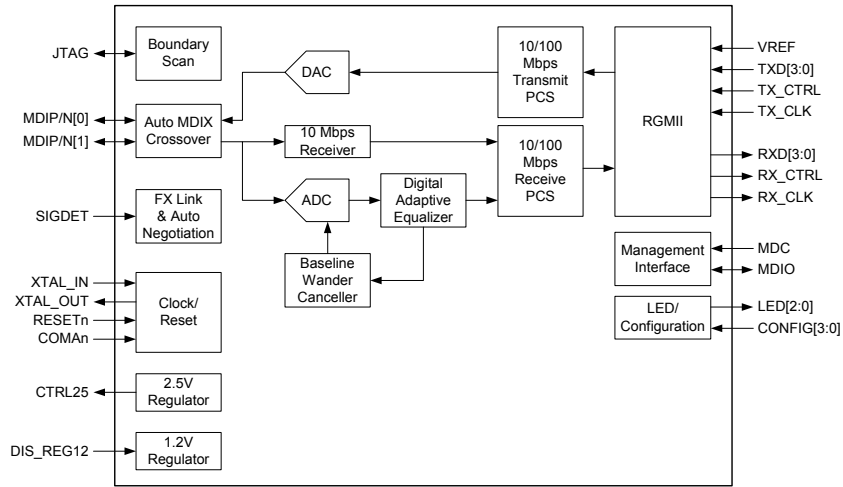 JTAG
Boundary
Scan
MDIP/N[0]
MDIP/N[1]
Auto MDIX
Crossover
SIGDET
FX Link
& Auto
Negotiation
XTAL_IN
XTAL_OUT
RESETn
COMAn
Clock/
Reset
CTRL25
2.5V
Regulator
DIS_REG12
1.2V
Regulator
DAC
10 Mbps
Receiver
ADC
Digital
Adaptive
Equalizer
Baseline
Wander
Canceller
10/100
Mbps
Transmit
PCS
10/100
Mbps
Receive
PCS
RGMII
VREF
TXD[3:0]
TX_CTRL
TX_CLK
RXD[3:0]
RX_CTRL
RX_CLK
Management
Interface
MDC
MDIO
LED/
Configuration
LED[2:0]
CONFIG[3:0]